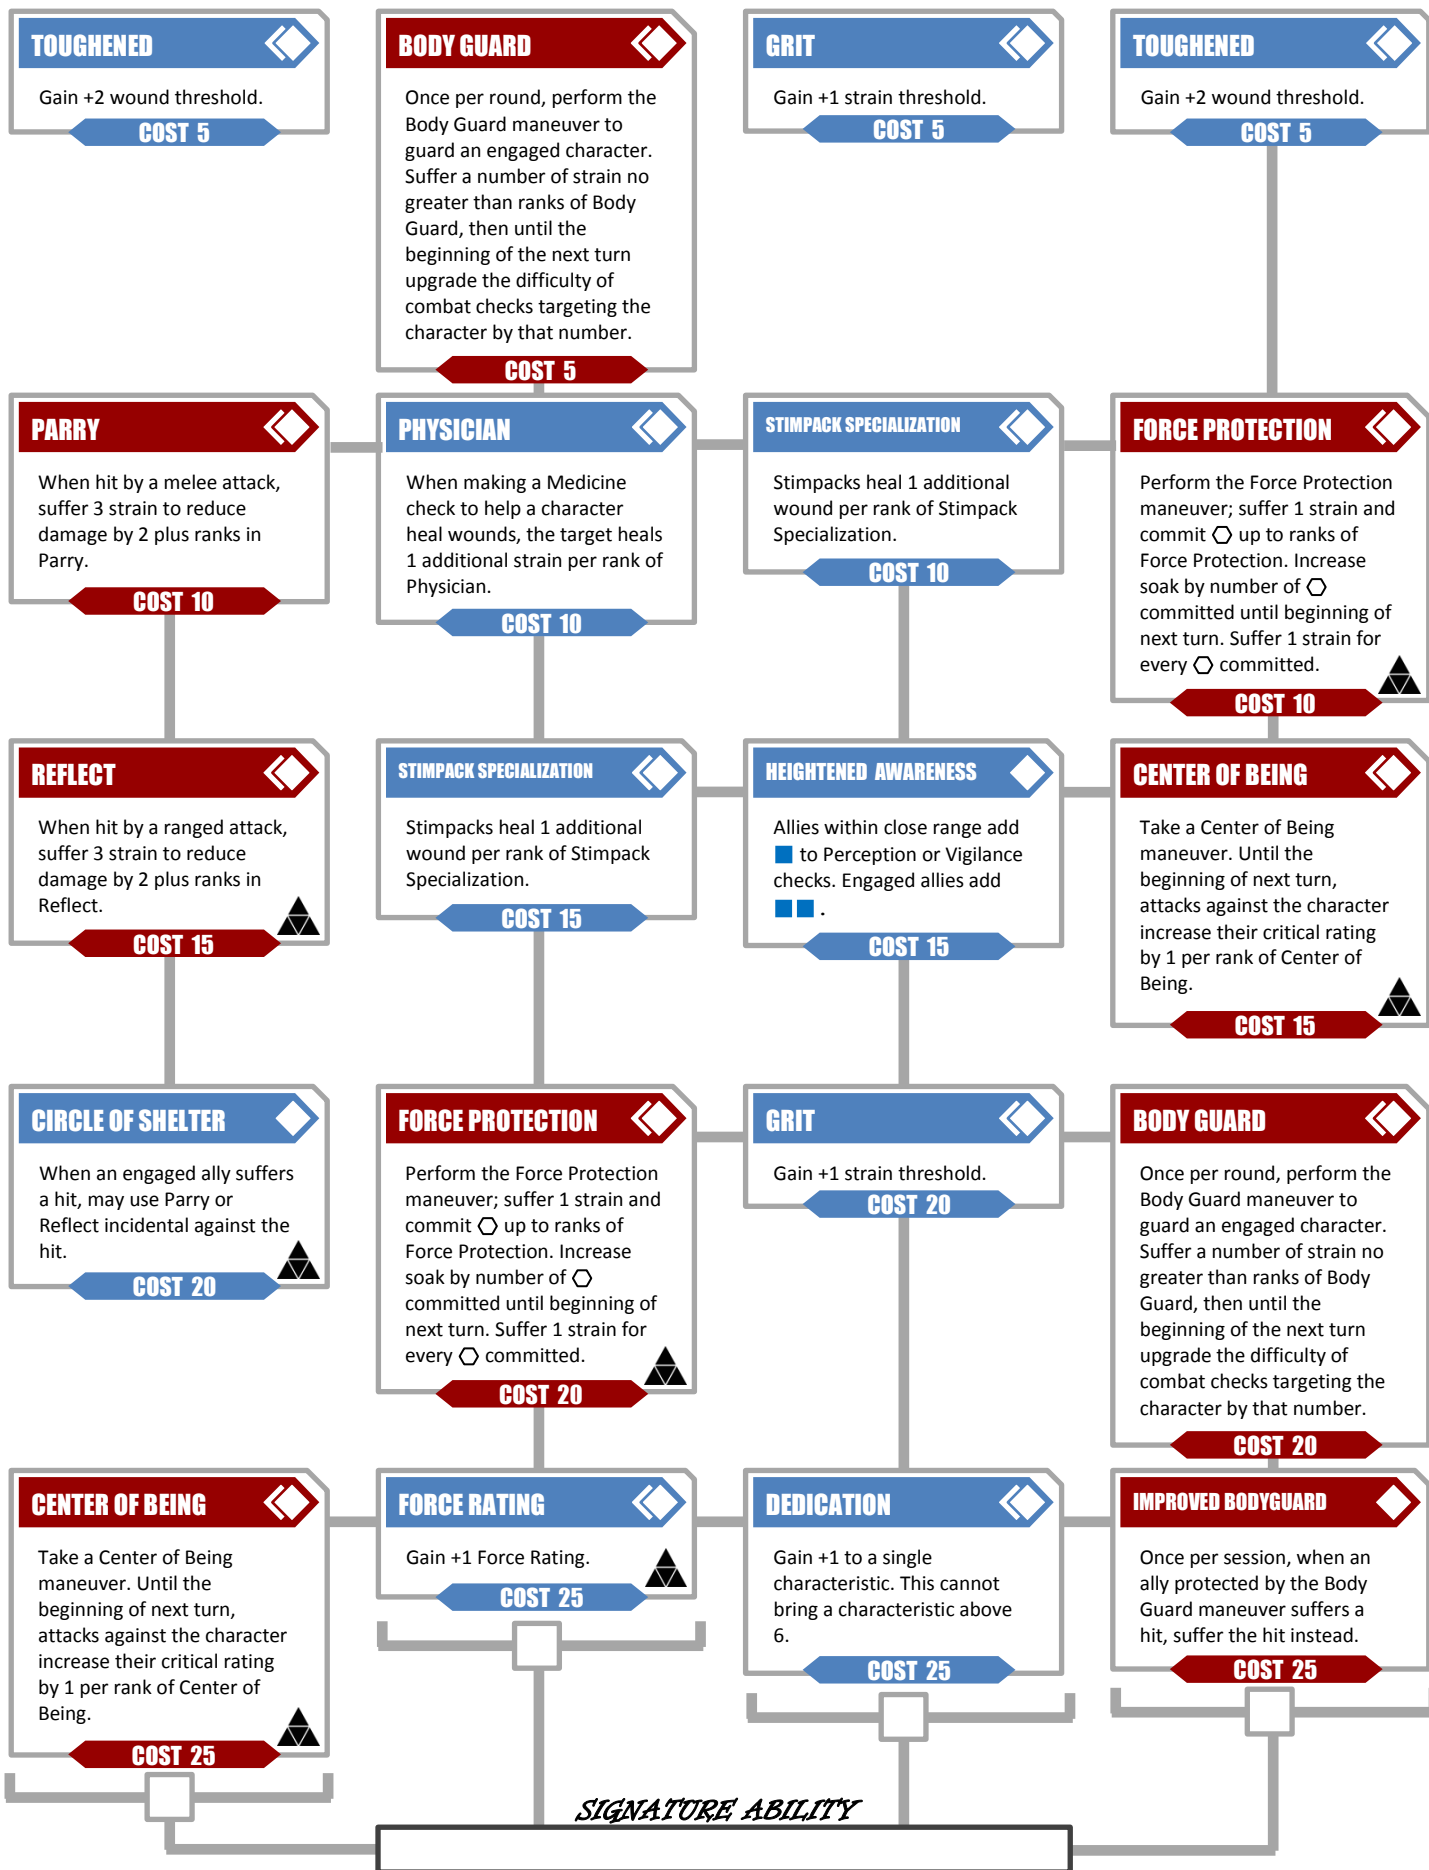 TOUGHENED
Gain +2 wound threshold.
COST 5
BODY GUARD
Once per round, perform the
Body Guard maneuver to
guard an engaged character.
Suffer a number of strain no
greater than ranks of Body
Guard, then until the
beginning of the next turn
upgrade the difficulty of
combat checks targeting the
character by that number.
COST 5
GRIT
Gain +1 strain threshold.
COST 5
TOUGHENED
Gain +2 wound threshold.
COST 5
PARRY
When hit by a melee attack,
suffer 3 strain to reduce
damage by 2 plus ranks in
Parry.
COST 10
PHYSICIAN
When making a Medicine
check to help a character
heal wounds, the target heals
1 additional strain per rank of
Physician.
COST 10
STIMPACK SPECIALIZATION
Stimpacks heal 1 additional
wound per rank of Stimpack
Specialization.
COST 10
FORCE PROTECTION
Perform the Force Protection
maneuver; suffer 1 strain and
commit up to ranks of
Force Protection. Increase
soak by number of
committed until beginning of
next turn. Suffer 1 strain for
every committed.
COST 10
REFLECT
When hit by a ranged attack,
suffer 3 strain to reduce
damage by 2 plus ranks in
Reflect.
COST 15
STIMPACK SPECIALIZATION
Stimpacks heal 1 additional
wound per rank of Stimpack
Specialization.
COST 15
HEIGHTENED AWARENESS
Allies within close range add
to Perception or Vigilance
checks. Engaged allies add
.
COST 15
CENTER OF BEING
Take a Center of Being
maneuver. Until the
beginning of next turn,
attacks against the character
increase their critical rating
by 1 per rank of Center of
Being.
COST 15
CIRCLE OF SHELTER
When an engaged ally suffers
a hit, may use Parry or
Reflect incidental against the
hit.
COST 20
FORCE PROTECTION
Perform the Force Protection
maneuver; suffer 1 strain and
commit up to ranks of
Force Protection. Increase
soak by number of
committed until beginning of
next turn. Suffer 1 strain for
every committed.
COST 20
GRIT
Gain +1 strain threshold.
COST 20
BODY GUARD
Once per round, perform the
Body Guard maneuver to
guard an engaged character.
Suffer a number of strain no
greater than ranks of Body
Guard, then until the
beginning of the next turn
upgrade the difficulty of
combat checks targeting the
character by that number.
COST 20
CENTER OF BEING
Take a Center of Being
maneuver. Until the
beginning of next turn,
attacks against the character
increase their critical rating
by 1 per rank of Center of
Being.
COST 25
FORCE RATING
Gain +1 Force Rating.
COST 25
DEDICATION
Gain +1 to a single
characteristic. This cannot
bring a characteristic above
6.
COST 25
IMPROVED BODYGUARD
Once per session, when an
ally protected by the Body
Guard maneuver suffers a
hit, suffer the hit instead.
COST 25
SIGNATURE ABILITY